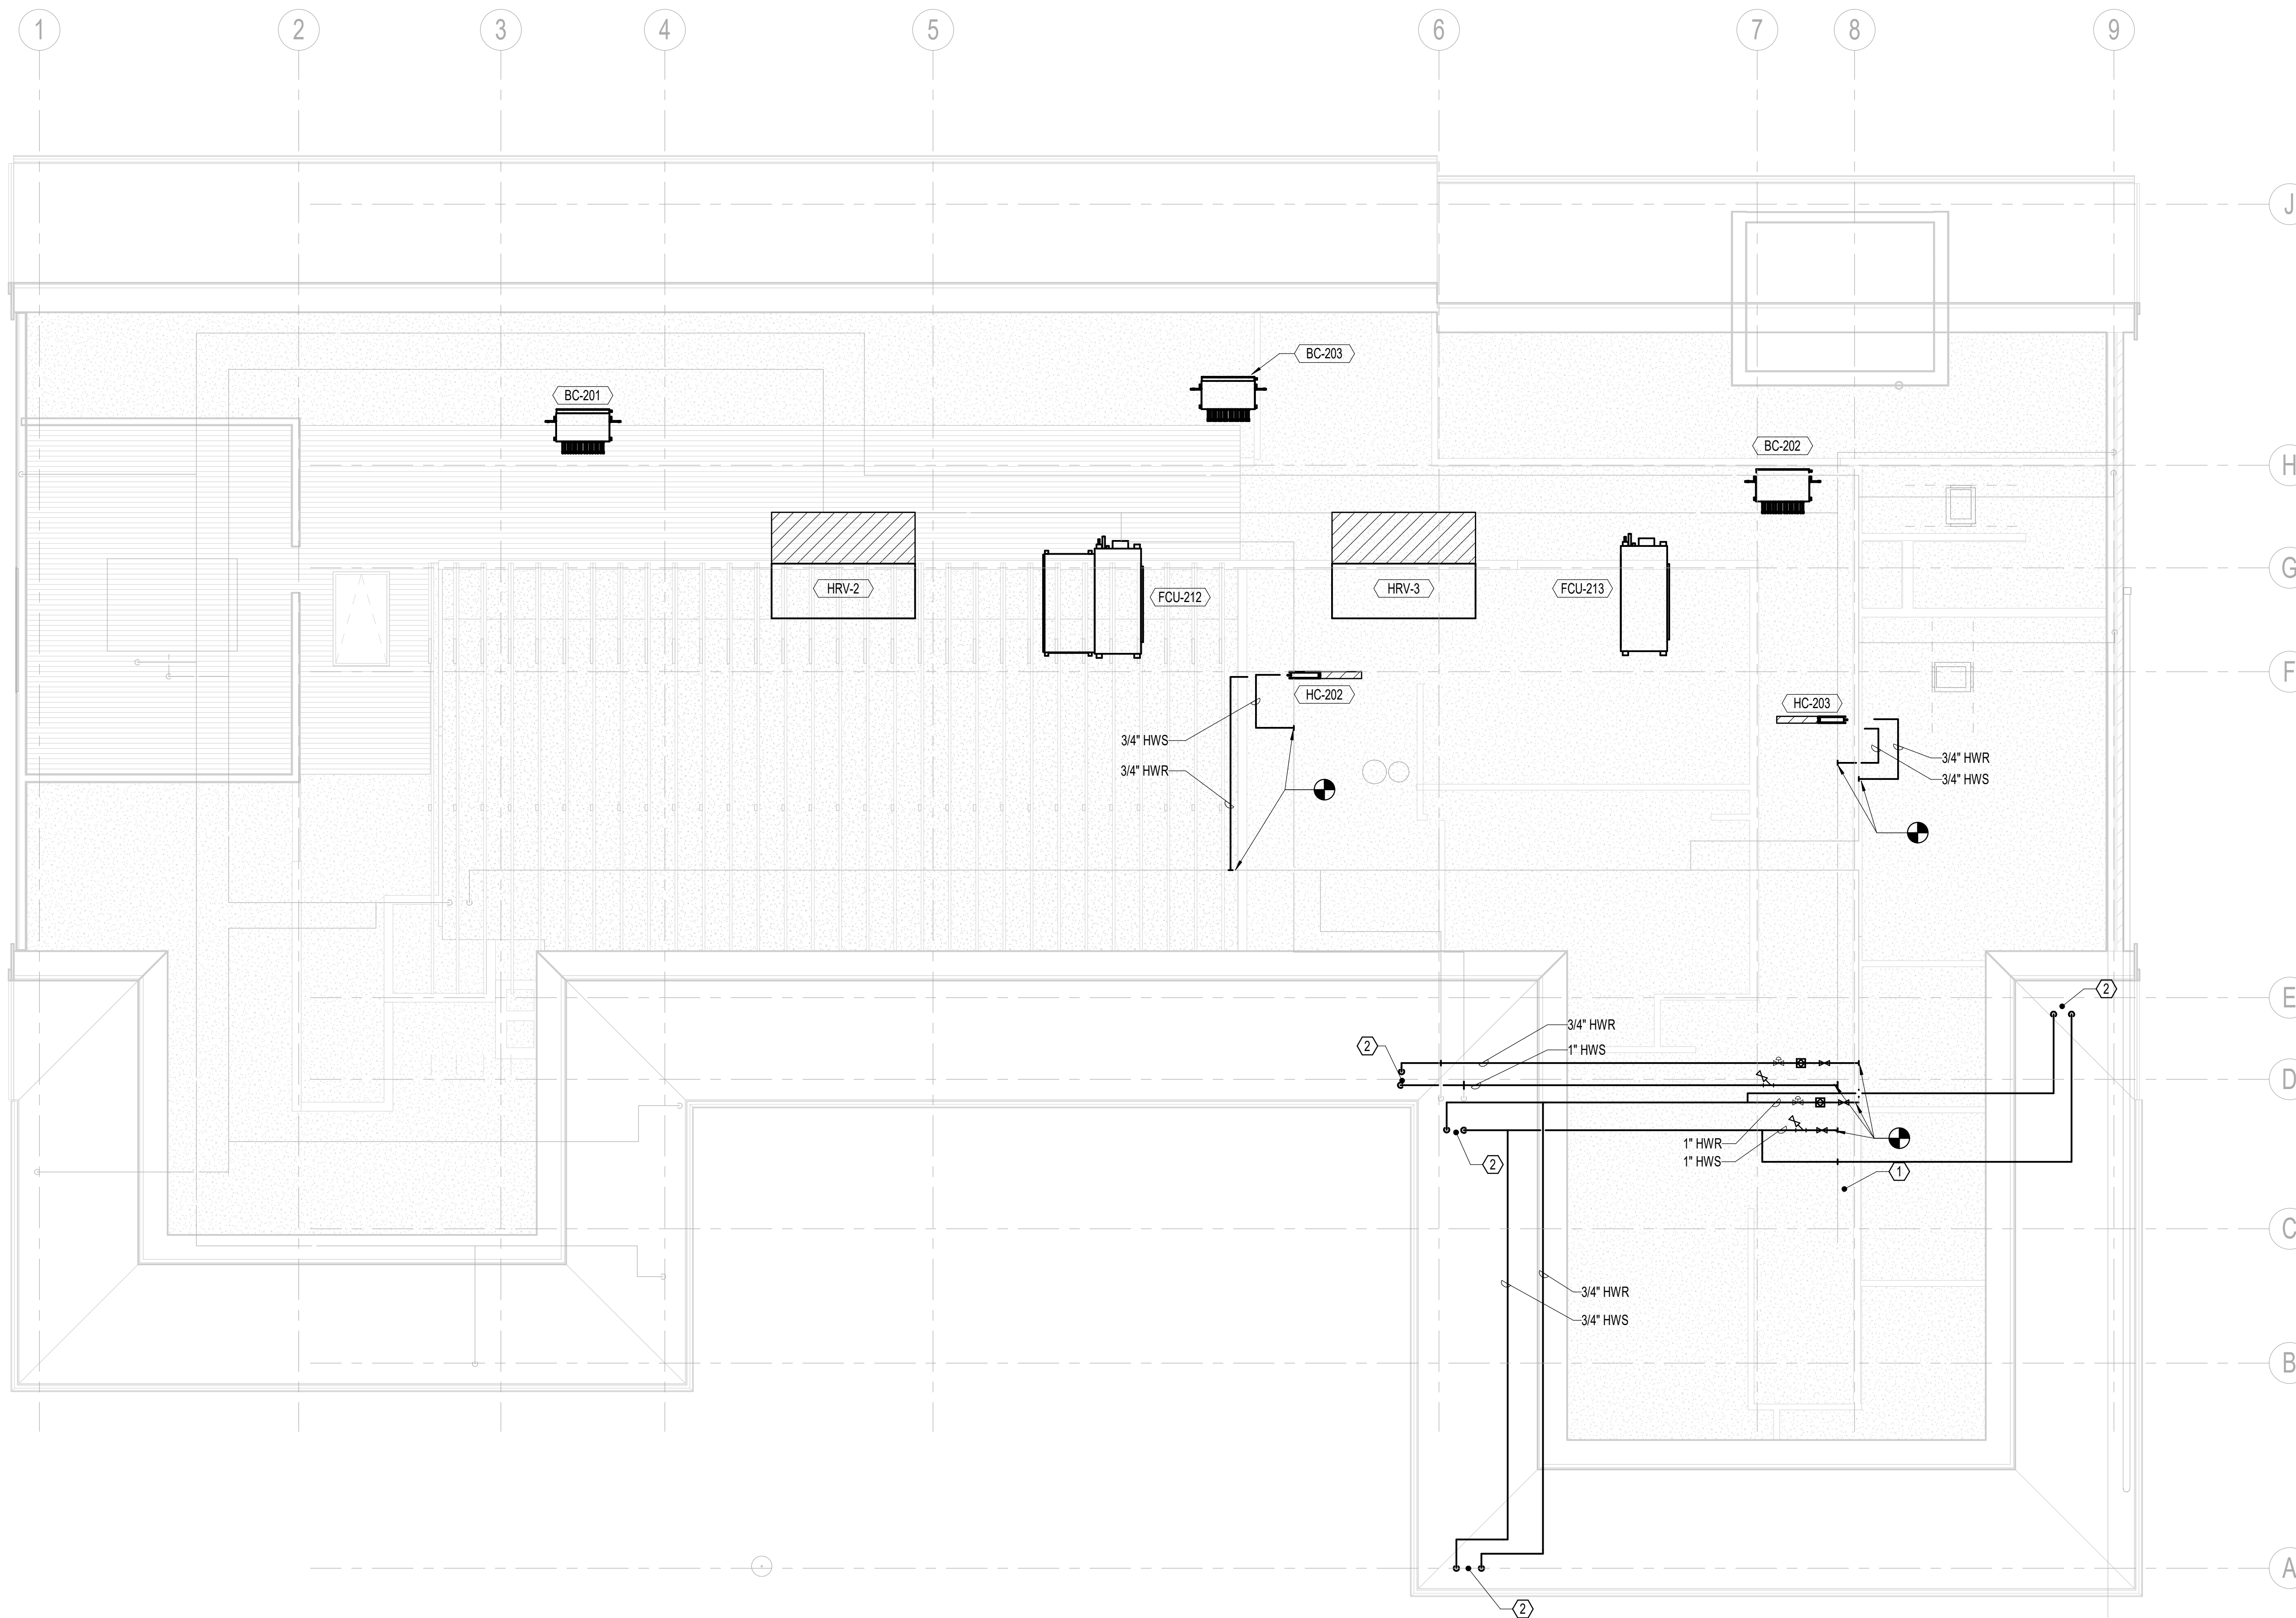 1 2 3 4 5 6 7 8 9
J
BC-203
BC-201
BC-202
H
G
HRV-2
FCU-212
HRV-3
FCU-213
F
HC-202
HC-203
3/4" HWS
3/4" HWR
3/4" HWR
3/4" HWS
2
E
3/4" HWR
2
1" HWS
D
1" HWR
1" HWS
2
1
C
3/4" HWR
3/4" HWS
B
A
2